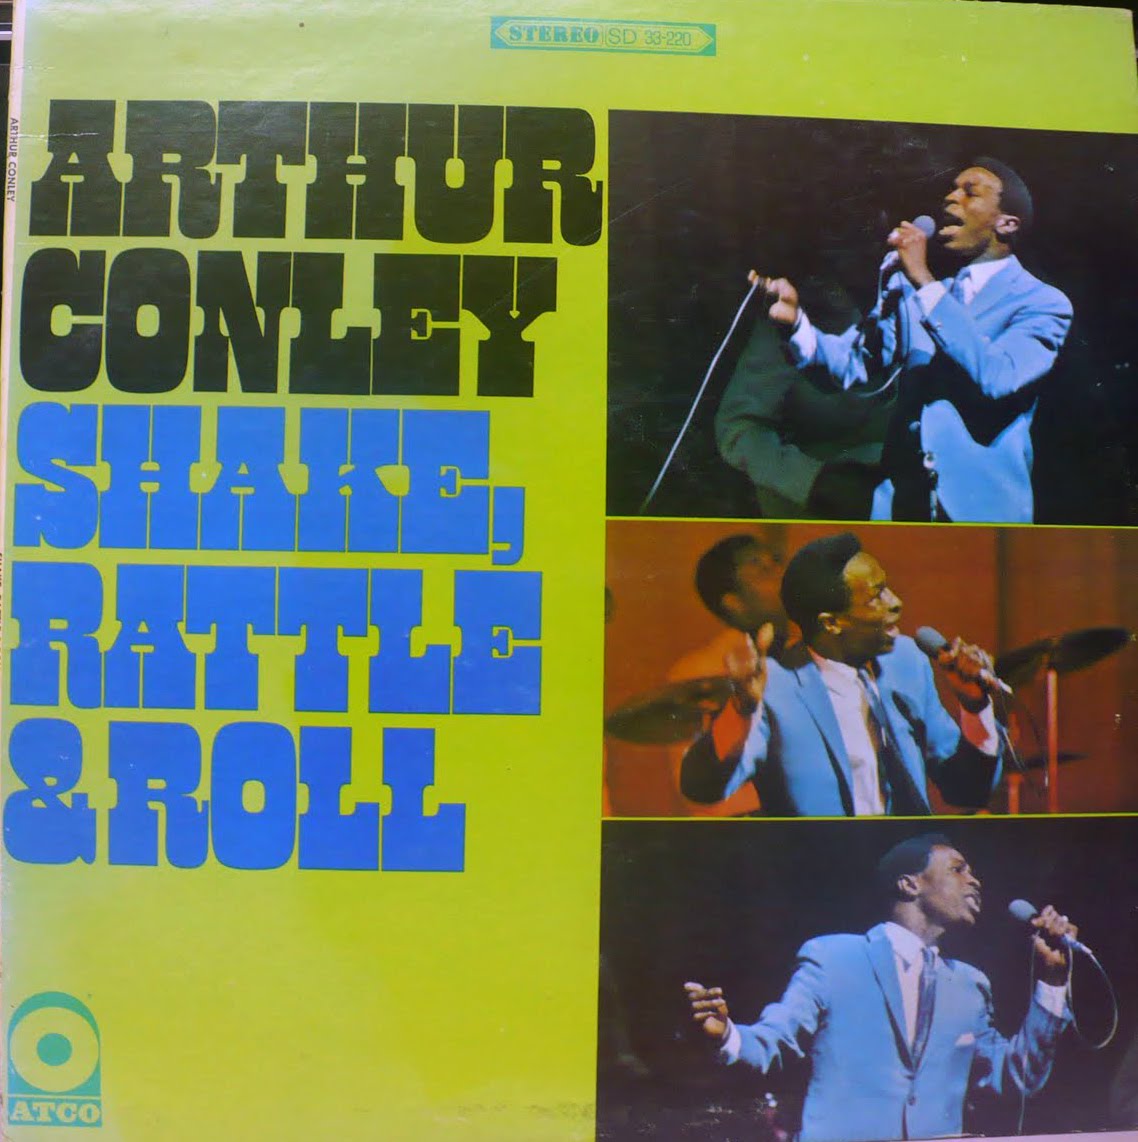 STEREO SD 33-220
ARTHUR
CONLEY
SHAKE,
RATTLE
& ROLL
ATCO
ARTHUR CONLEY